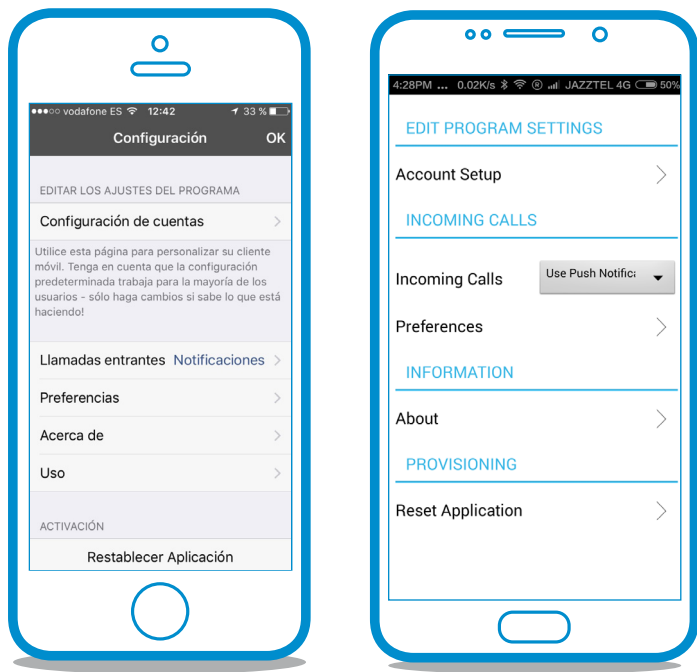 vodafone ES 12:42 33 %
Configuración OK
EDITAR LOS AJUSTES DEL PROGRAMA
Configuración de cuentas
Utilice esta página para personalizar su cliente
móvil. Tenga en cuenta que la configuración
predeterminada trabaja para la mayoría de los
usuarios - sólo haga cambios si sabe lo que está
haciendo!
Llamadas entrantes Notificaciones
Preferencias
Acerca de
Uso
ACTIVACIÓN
Restablecer Aplicación
4:28PM ... 0.02K/s ® JAZZTEL 4G 50%
EDIT PROGRAM SETTINGS
Account Setup
INCOMING CALLS
Incoming Calls Use Push Notific
Preferences
INFORMATION
About
PROVISIONING
Reset Application